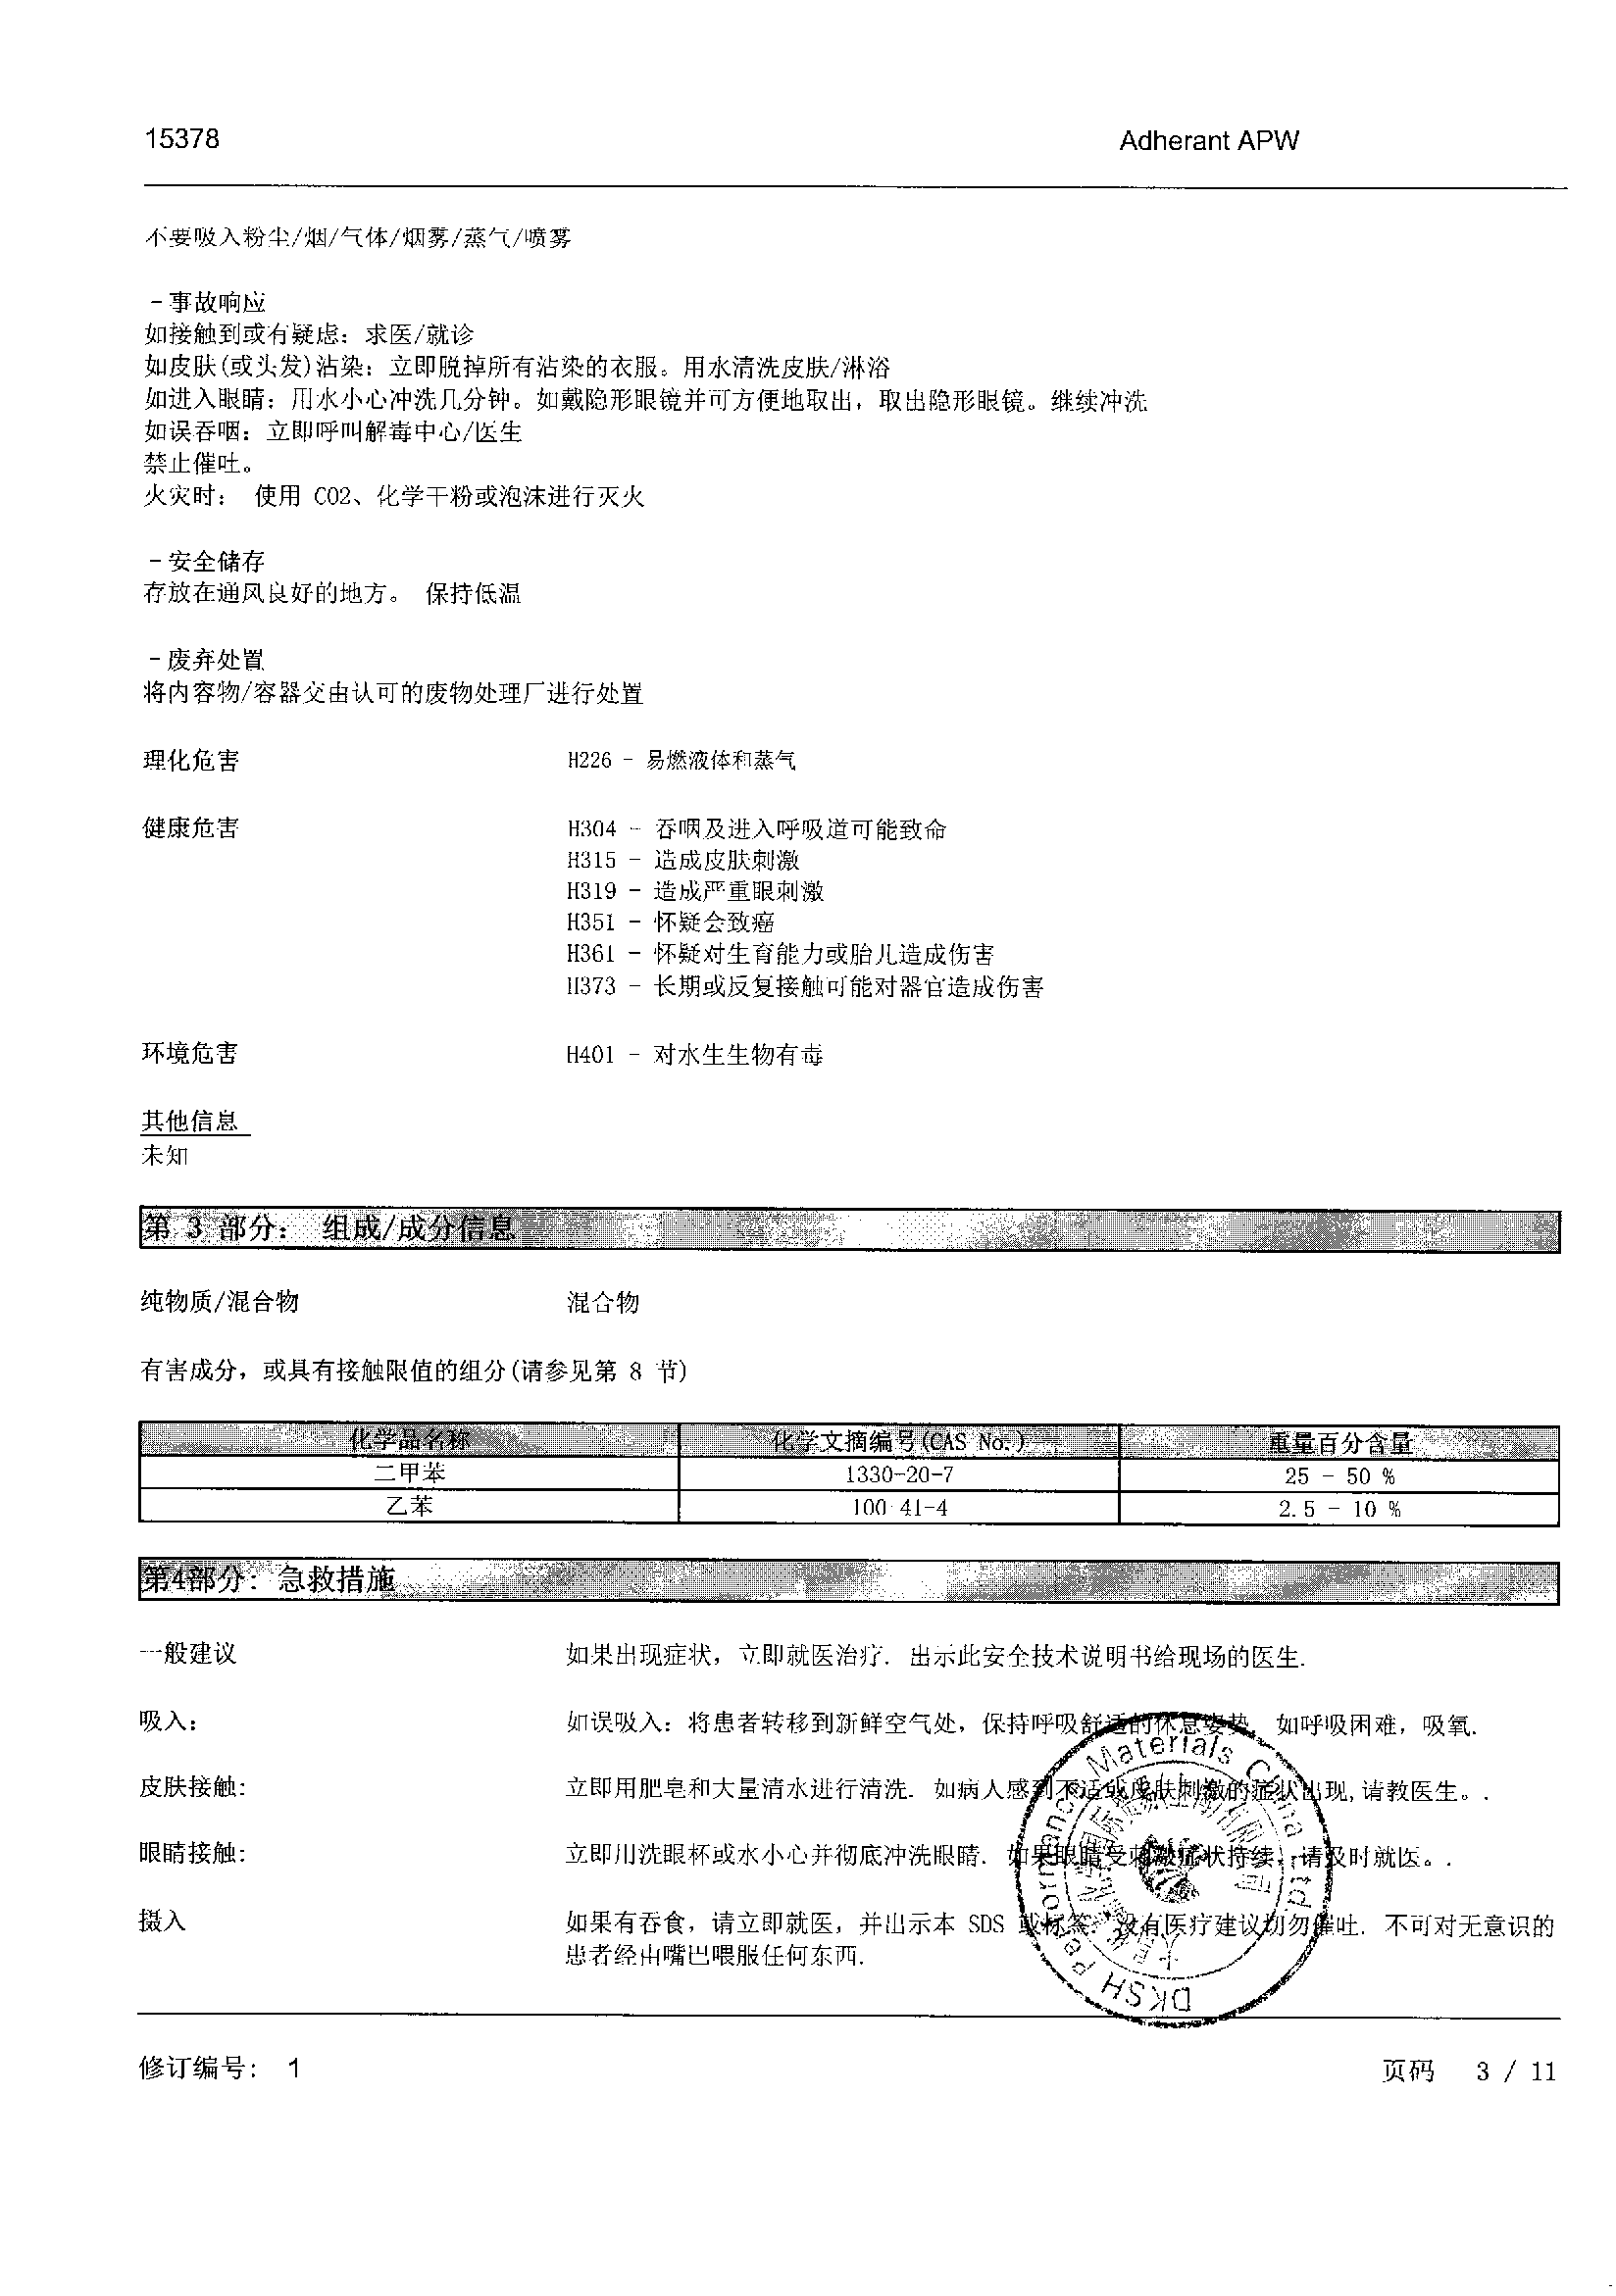 15378
Adherant APW
不要吸入粉尘/烟/气体/烟雾/蒸气/喷雾
-事故响应
如接触到或有疑虑: 求医/就诊
如皮肤(或头发)沾染: 立即脱掉所有沾染的衣服。用水清洗皮肤/淋浴
如进入眼睛: 用水小心冲洗几分钟。如戴隐形眼镜并可方便地取出, 取出隐形眼镜。继续冲洗
如误吞咽: 立即呼叫解毒中心/医生
禁止催吐。
火灾时: 使用 CO2、化学干粉或泡沫进行灭火
-安全储存
存放在通风良好的地方。 保持低温
-废弃处置
将内容物/容器交由认可的废物处理厂进行处置
理化危害 H226 - 易燃液体和蒸气
健康危害 H304 - 吞咽及进入呼吸道可能致命
H315 - 造成皮肤刺激
H319 - 造成严重眼刺激
H351 - 怀疑会致癌
H361 - 怀疑对生育能力或胎儿造成伤害
H373 - 长期或反复接触可能对器官造成伤害
环境危害 H401 - 对水生生物有毒
其他信息
未知
第 3 部分: 组成/成分信息
纯物质/混合物 混合物
有害成分, 或具有接触限值的组分(请参见第 8 节)
化学品名称 化学文摘编号(CAS No.) 重量百分含量
二甲苯 1330-20-7 25 - 50 %
乙苯 100-41-4 2.5 - 10 %
第4部分: 急救措施
一般建议 如果出现症状, 立即就医治疗. 出示此安全技术说明书给现场的医生.
吸入: 如误吸入: 将患者转移到新鲜空气处, 保持呼吸舒适的休息姿势. 如呼吸困难, 吸氧.
皮肤接触: 立即用肥皂和大量清水进行清洗. 如病人感到不适或皮肤刺激的症状出现,请教医生。.
眼睛接触: 立即用洗眼杯或水小心并彻底冲洗眼睛. 如果眼睛受刺激症状持续, 请及时就医。.
摄入 如果有吞食, 请立即就医, 并出示本 SDS 或标签. 没有医疗建议切勿催吐. 不可对无意识的
患者经由嘴巴喂服任何东西.
DKSH Performance Materials China Ltd.
修订编号: 1
页码 3 / 11